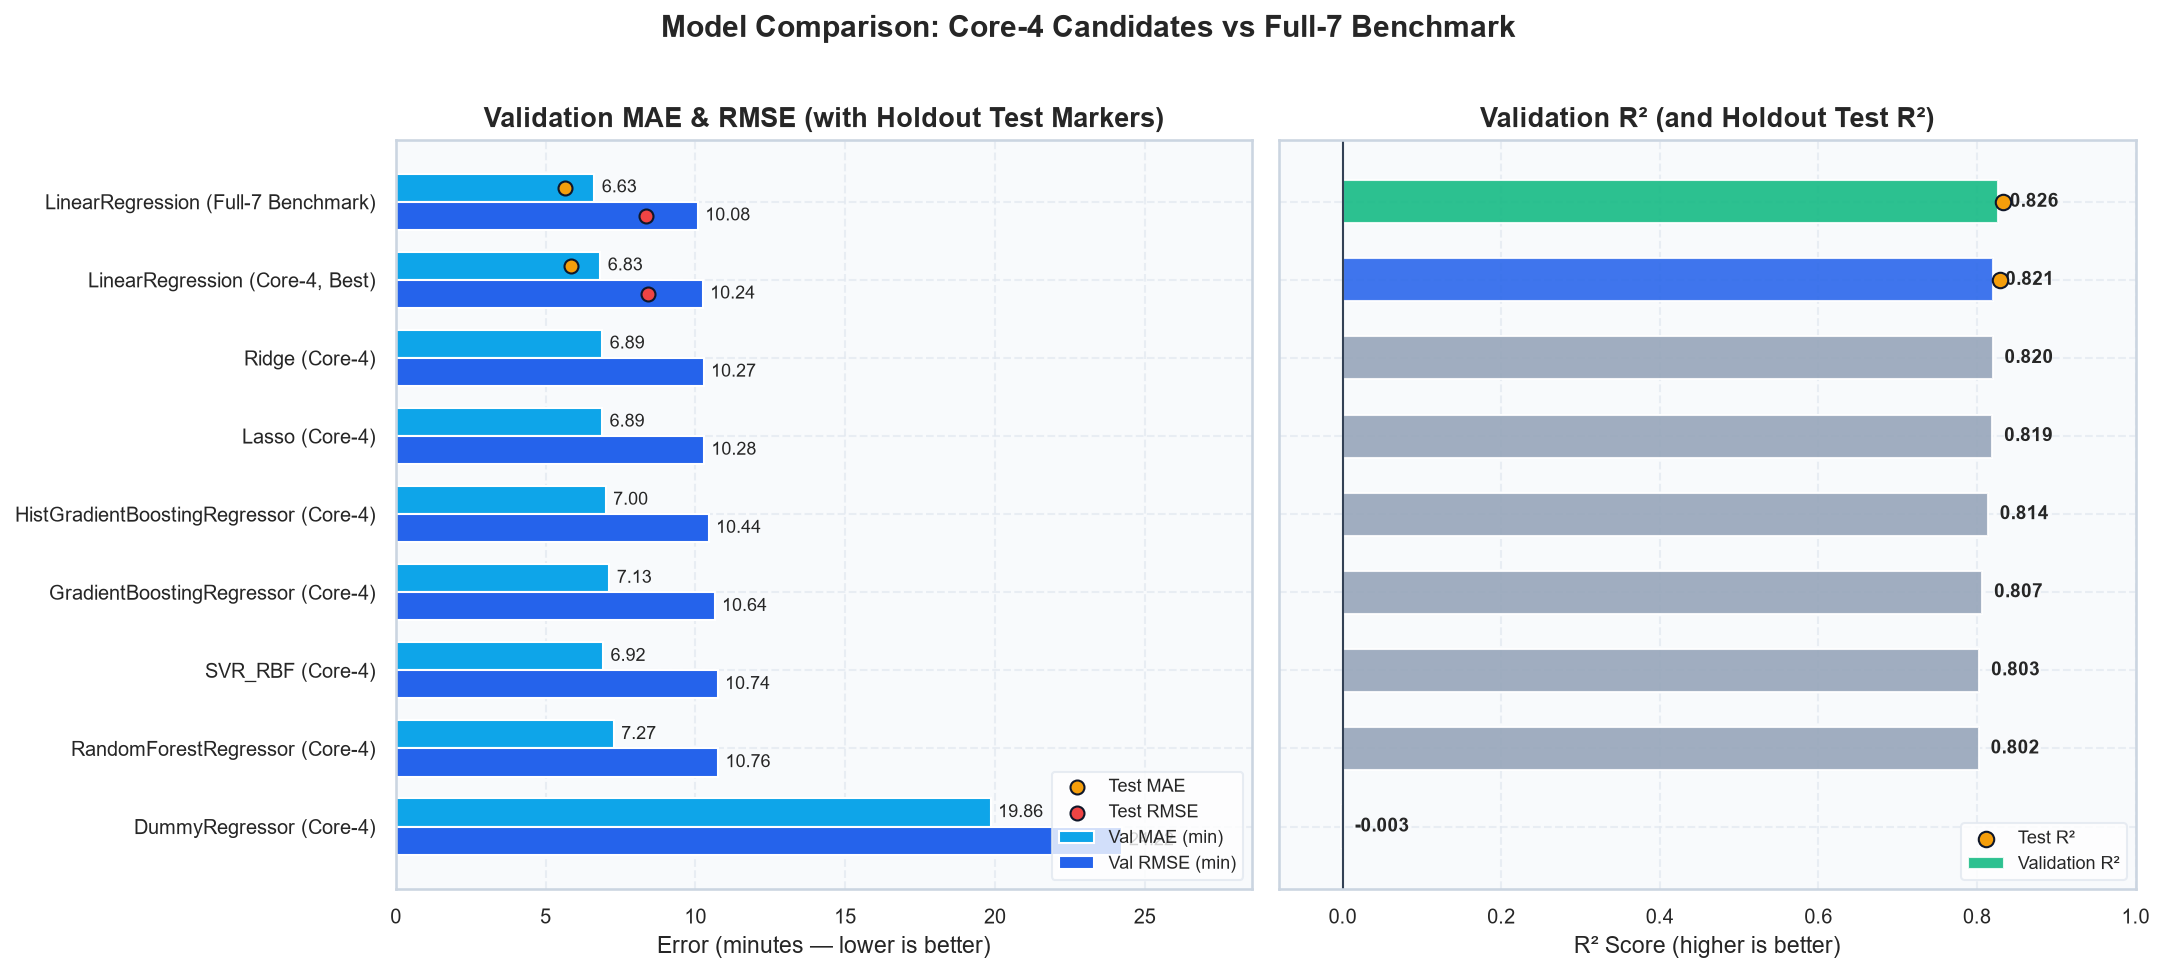 Model Comparison: Core-4 Candidates vs Full-7 Benchmark
Validation MAE & RMSE (with Holdout Test Markers)
LinearRegression (Full-7 Benchmark)
6.63
10.08
LinearRegression (Core-4, Best)
6.83
10.24
Ridge (Core-4)
6.89
10.27
Lasso (Core-4)
6.89
10.28
HistGradientBoostingRegressor (Core-4)
7.00
10.44
GradientBoostingRegressor (Core-4)
7.13
10.64
SVR_RBF (Core-4)
6.92
10.74
RandomForestRegressor (Core-4)
7.27
10.76
DummyRegressor (Core-4)
19.86
Test MAE
Test RMSE
Val MAE (min)
Val RMSE (min)
0 5 10 15 20 25
Error (minutes — lower is better)
Validation R² (and Holdout Test R²)
0.826
0.821
0.820
0.819
0.814
0.807
0.803
0.802
-0.003
Test R²
Validation R²
0.0 0.2 0.4 0.6 0.8 1.0
R² Score (higher is better)